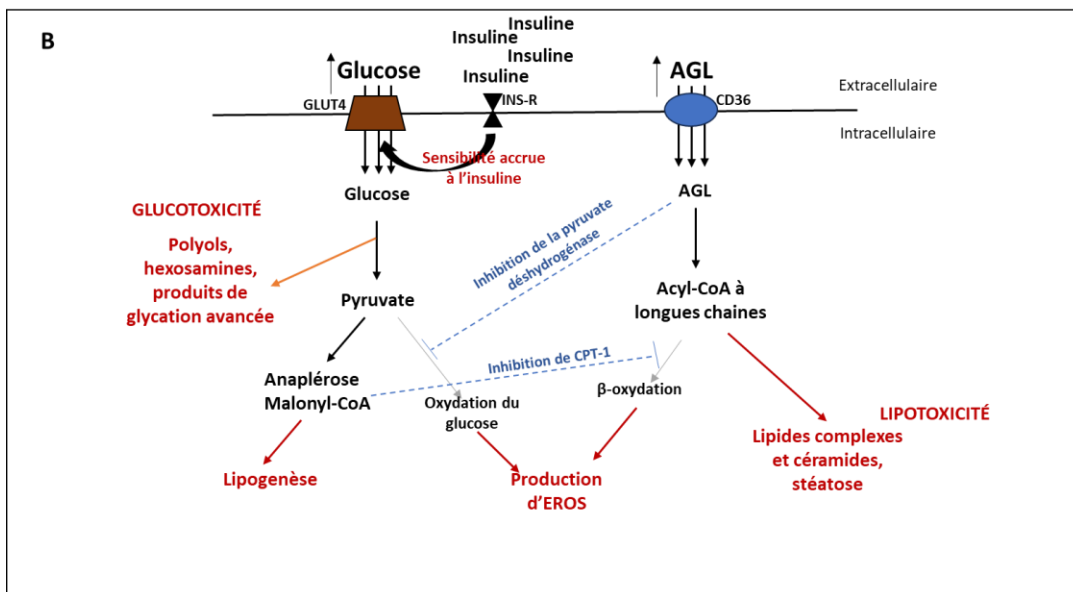 B
Insuline
Insuline
Insuline
Insuline
Glucose
AGL
GLUT4
INS-R
CD36
Extracellulaire
Intracellulaire
Sensibilité accrue
à l'insuline
Glucose
AGL
GLUCOTOXICITÉ
Polyols,
hexosamines,
produits de
glycation avancée
Inhibition de la pyruvate
déshydrogénase
Pyruvate
Acyl-CoA à
longues chaines
Inhibition de CPT-1
Anaplérose
Malonyl-CoA
Oxydation du
glucose
β-oxydation
LIPOTOXICITÉ
Lipides complexes
et céramides,
stéatose
Lipogenèse
Production
d'EROS